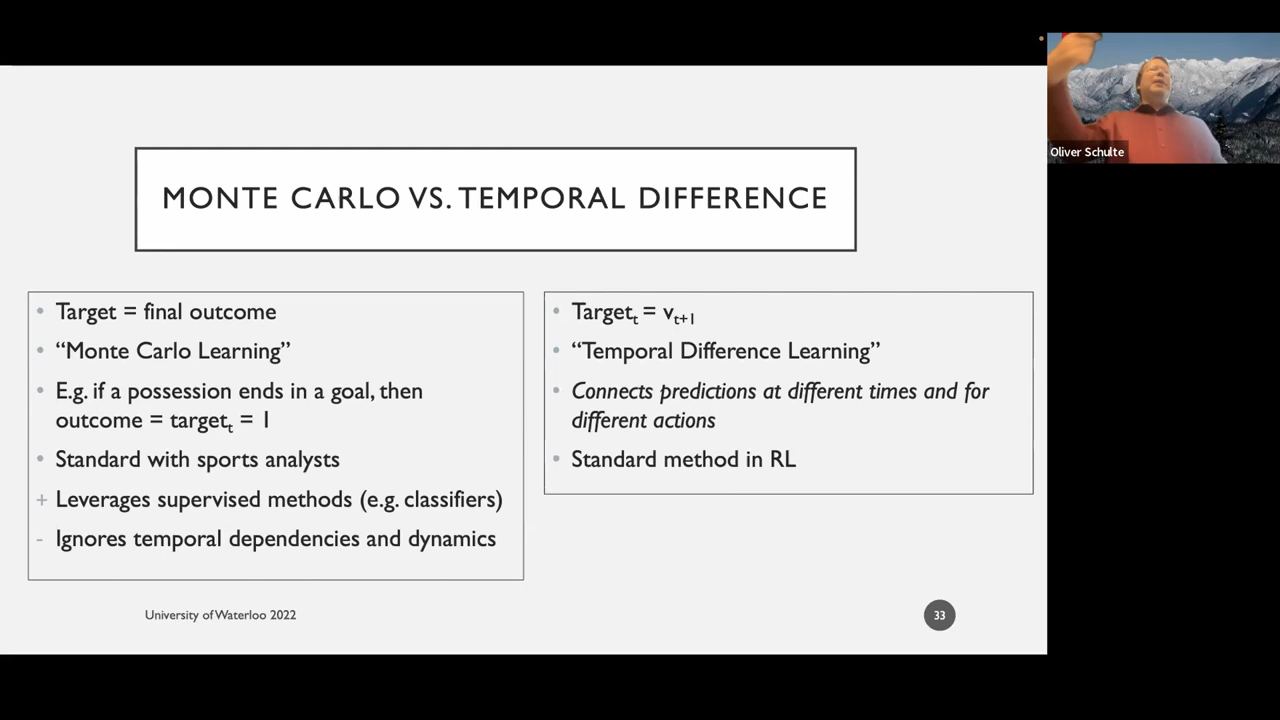 MONTE CARLO VS. TEMPORAL DIFFERENCE
• Target = final outcome
• “Monte Carlo Learning”
• E.g. if a possession ends in a goal, then
outcome = targetₜ = 1
• Standard with sports analysts
+ Leverages supervised methods (e.g. classifiers)
- Ignores temporal dependencies and dynamics
• Targetₜ = vₜ₊₁
• “Temporal Difference Learning”
• Connects predictions at different times and for
different actions
• Standard method in RL
University of Waterloo 2022
33
Oliver Schulte